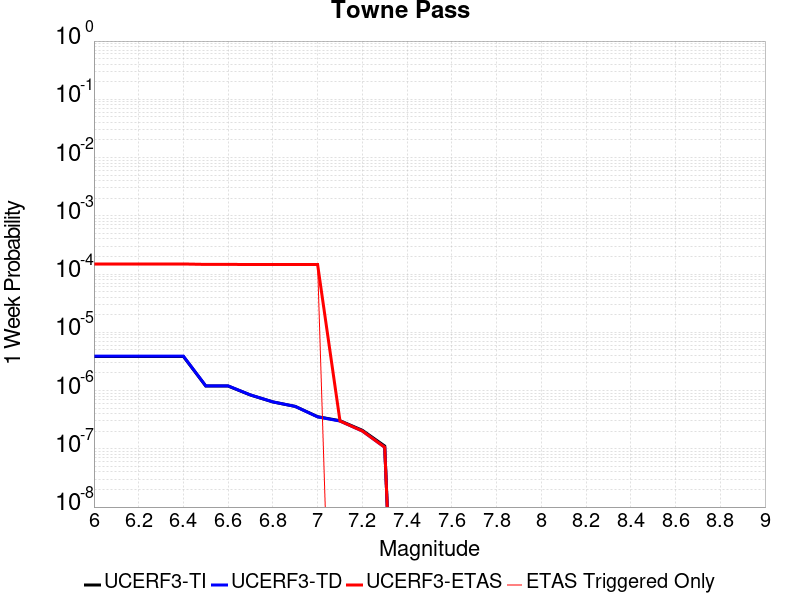 Towne Pass
1 Week Probability
10^0
10^-1
10^-2
10^-3
10^-4
10^-5
10^-6
10^-7
10^-8
6 6.2 6.4 6.6 6.8 7 7.2 7.4 7.6 7.8 8 8.2 8.4 8.6 8.8 9
Magnitude
UCERF3-TI UCERF3-TD UCERF3-ETAS ETAS Triggered Only